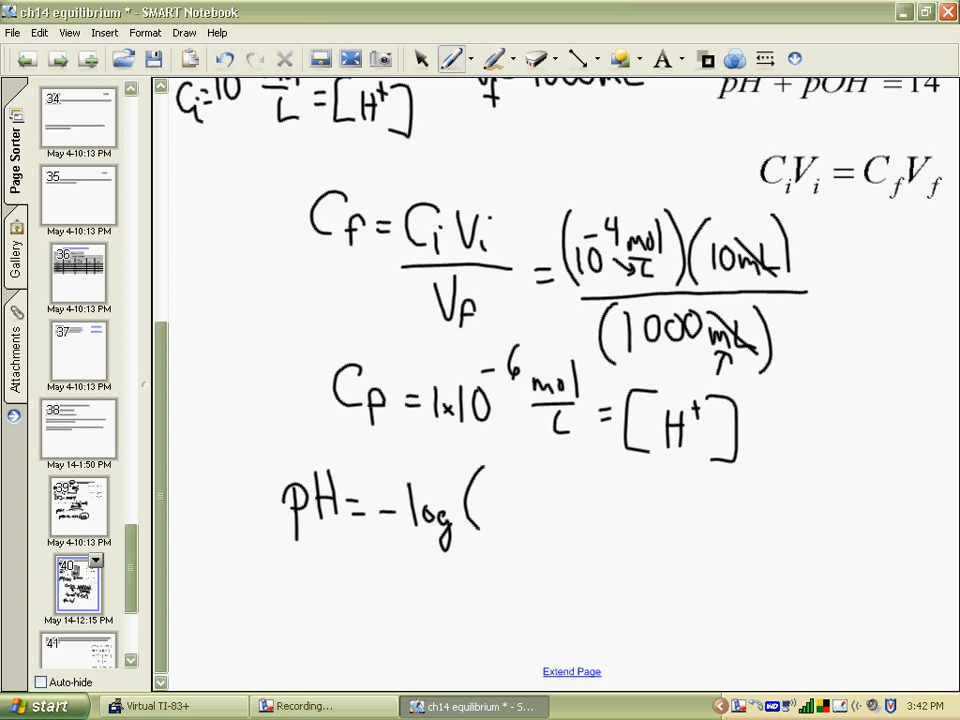 ch14 equilibrium * - SMART Notebook
File Edit View Insert Format Draw Help
Page Sorter
Gallery
Attachments
34
May 4-10:13 PM
35
May 4-10:13 PM
36
May 4-10:13 PM
37
May 4-10:13 PM
38
May 14-1:50 PM
39
May 4-10:13 PM
40
May 14-12:15 PM
41
Auto-hide
Ci=10 L = [H+]
Vf = 1000mL
pH + pOH = 14
CiVi = CfVf
Cf = CiVi / Vf = (10^-4 mol/L)(10mL) / (1000mL)
Cf = 1x10^-6 mol/L = [H+]
pH = -log(
Extend Page
start Virtual TI-83+ Recording... ch14 equilibrium * - S... 3:42 PM